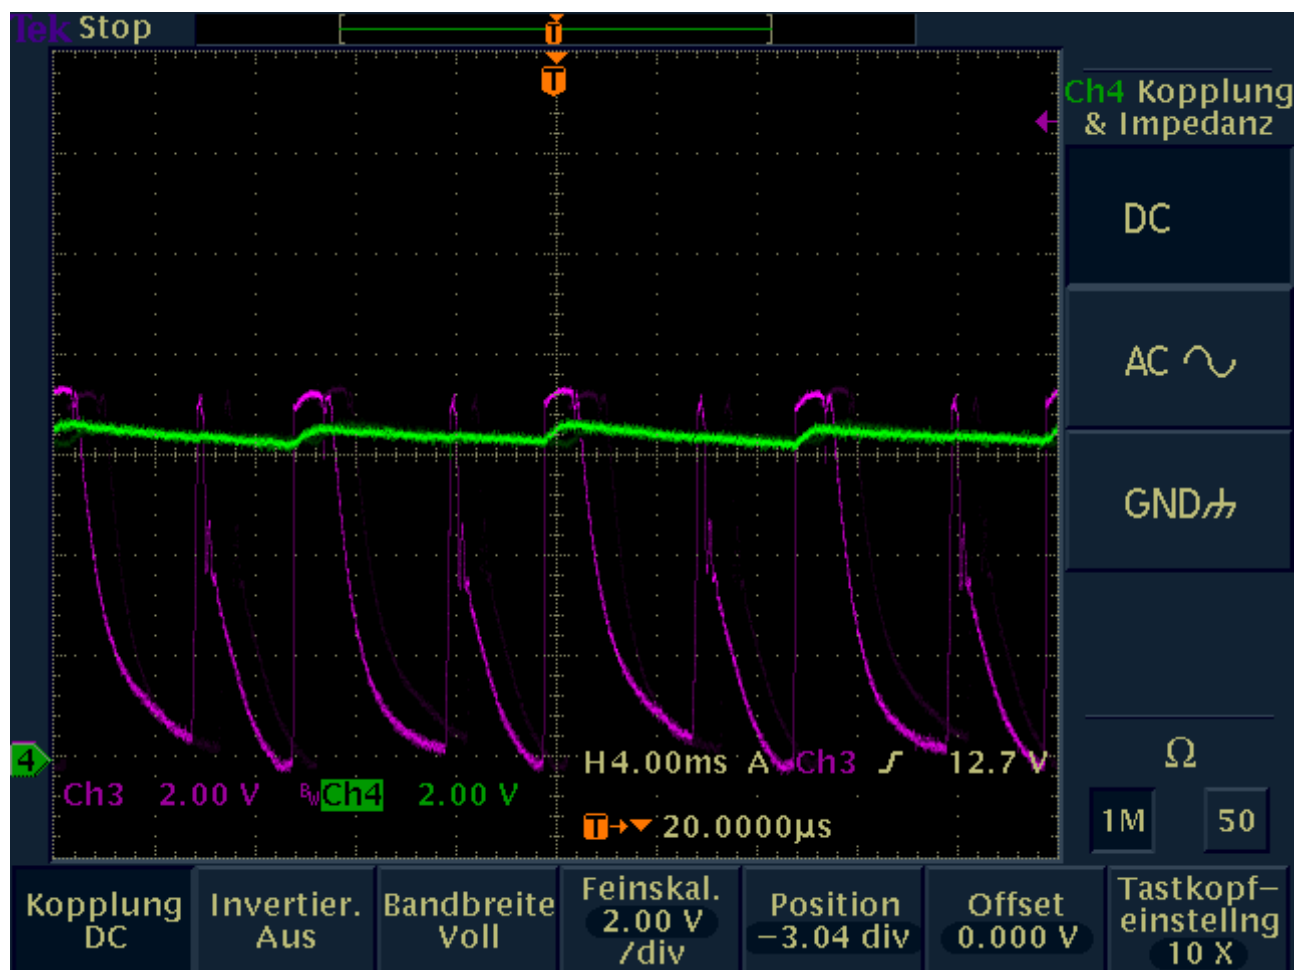 Tek Stop
T
T
Ch4 Kopplung
& Impedanz
DC
AC
GND
4
H 4.00ms A Ch3 12.7 V
Ch3 2.00 V BW Ch4 2.00 V
T 20.0000µs
Ω
1M 50
Kopplung
DC
Invertier.
Aus
Bandbreite
Voll
Feinskal.
2.00 V
/div
Position
−3.04 div
Offset
0.000 V
Tastkopf−
einstellng
10 X